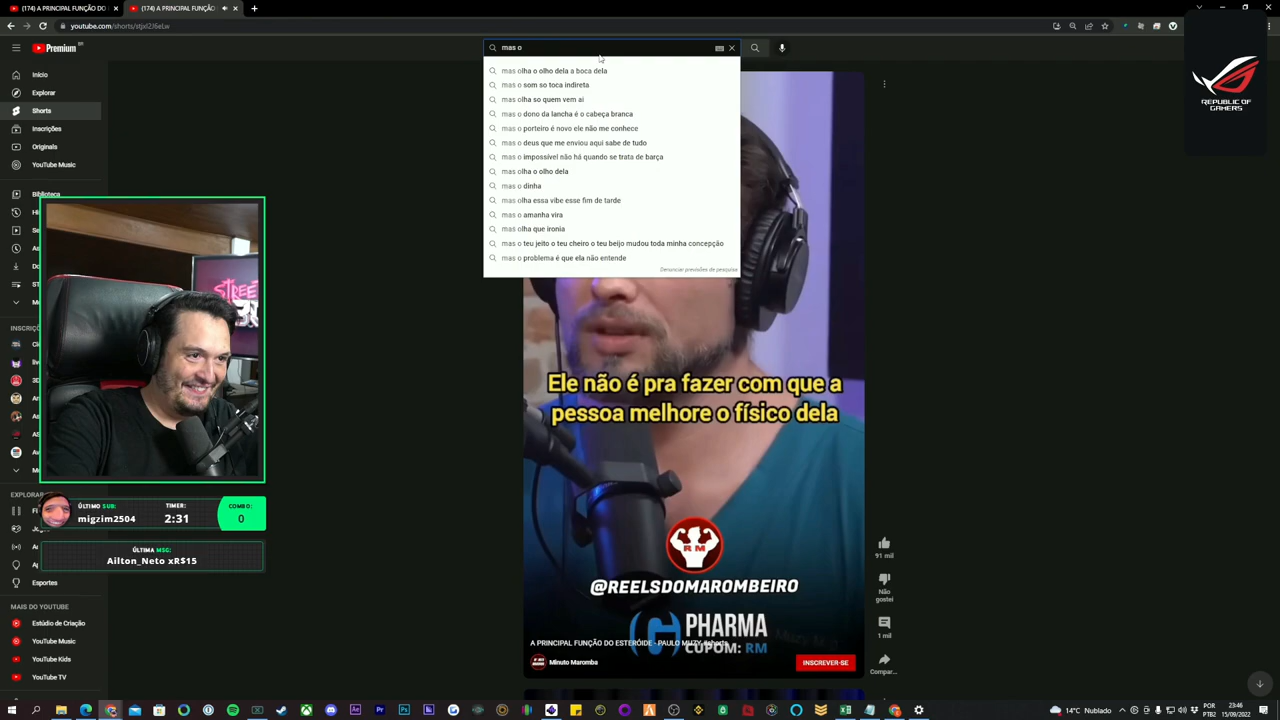 (174) A PRINCIPAL FUNÇÃO DO
(174) A PRINCIPAL FUNÇÃ
youtube.com/shorts/stjxI2J6eLw
Premium
BR
mas o
mas olha o olho dela a boca dela
mas o som so toca indireta
mas olha so quem vem ai
mas o dono da lancha é o cabeça branca
mas o porteiro é novo ele não me conhece
mas o deus que me enviou aqui sabe de tudo
mas o impossível não há quando se trata de barça
mas olha o olho dela
mas o dinha
mas olha essa vibe esse fim de tarde
mas o amanha vira
mas olha que ironia
mas o teu jeito o teu cheiro o teu beijo mudou toda minha concepção
mas o problema é que ela não entende
Denunciar previsões de pesquisa
REPUBLIC OF
GAMERS
Início
Explorar
Shorts
Inscrições
Originals
YouTube Music
Biblioteca
INSCRIÇ
STREET
ÚLTIMO SUB:
migzim2504
TIMER:
2:31
COMBO:
0
ÚLTIMA MSG:
Ailton_Neto xR$15
EXPLORAR
Esportes
MAIS DO YOUTUBE
Estúdio de Criação
YouTube Music
YouTube Kids
YouTube TV
Ele não é pra fazer com que a
pessoa melhore o físico dela
RM
@REELSDOMAROMBEIRO
PHARMA
CUPOM: RM
A PRINCIPAL FUNÇÃO DO ESTERÓIDE - PAULO MUZY #shorts
Minuto Maromba
INSCREVER-SE
91 mil
Não
gostei
1 mil
Compar...
14°C Nublado
POR
PTB2
23:46
15/09/2022